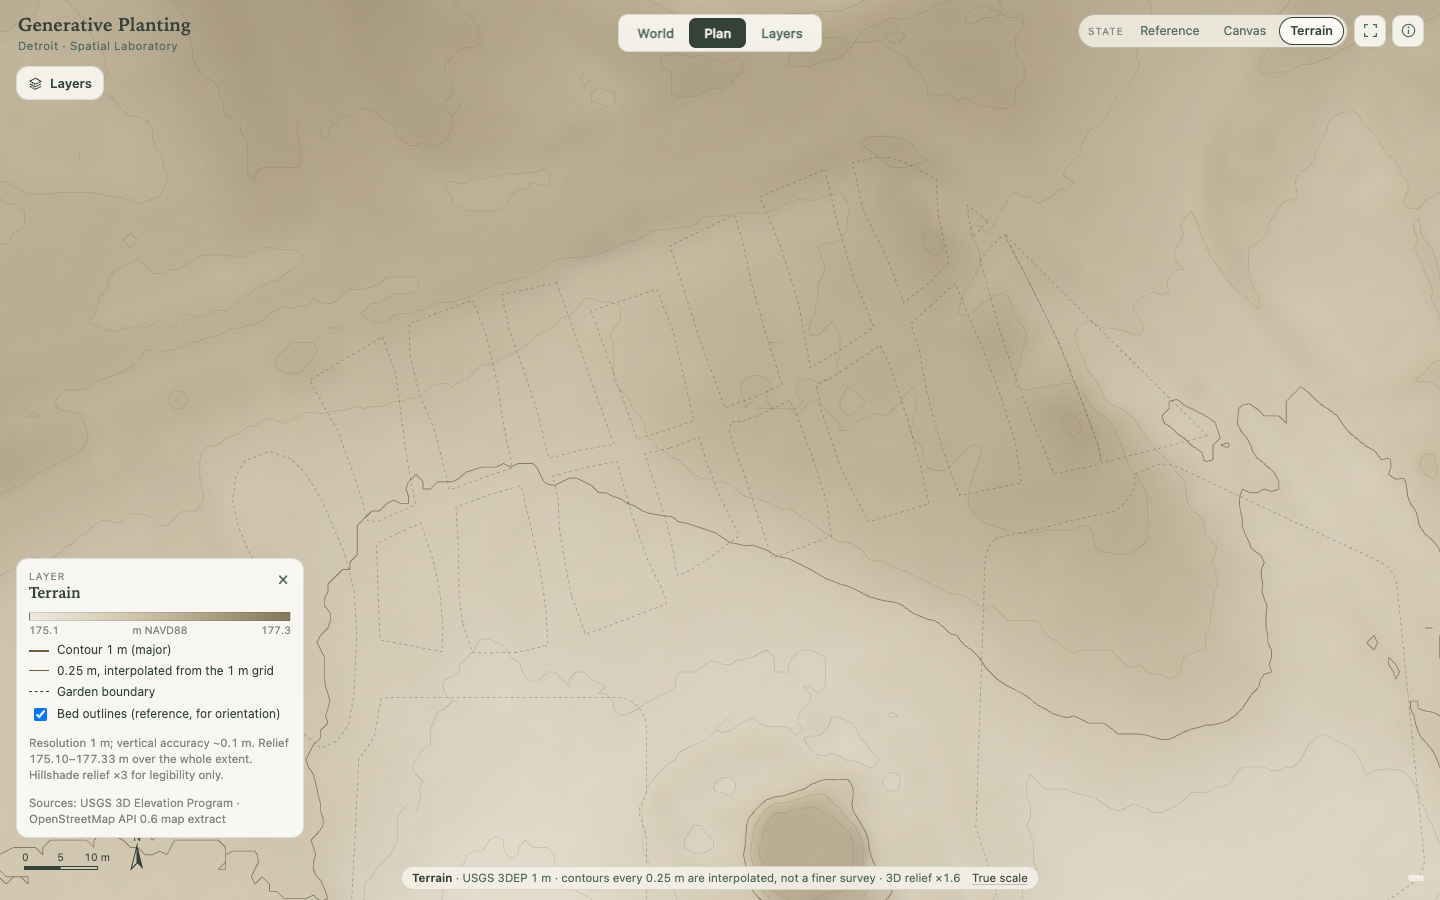 Generative Planting
Detroit · Spatial Laboratory
World
Plan
Layers
STATE
Reference
Canvas
Terrain
Layers
LAYER
Terrain
175.1
m NAVD88
177.3
Contour 1 m (major)
0.25 m, interpolated from the 1 m grid
Garden boundary
Bed outlines (reference, for orientation)
Resolution 1 m; vertical accuracy ~0.1 m. Relief
175.10–177.33 m over the whole extent.
Hillshade relief ×3 for legibility only.
Sources: USGS 3D Elevation Program ·
OpenStreetMap API 0.6 map extract
N
0 5 10 m
Terrain · USGS 3DEP 1 m · contours every 0.25 m are interpolated, not a finer survey · 3D relief ×1.6 True scale